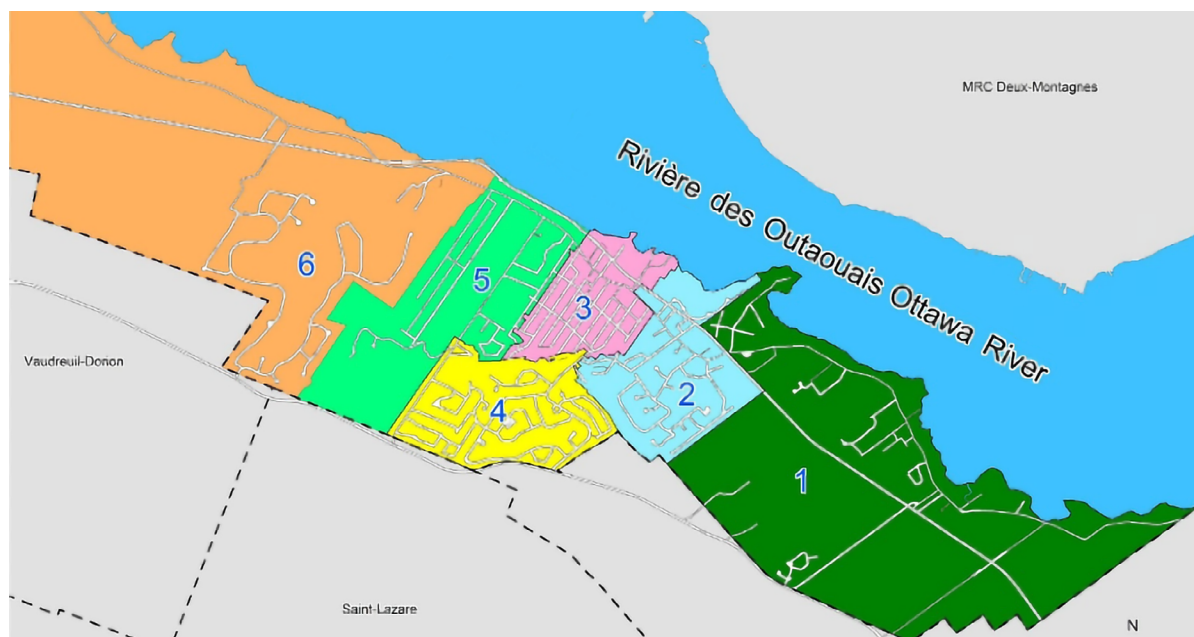 MRC Deux-Montagnes
Rivière des Outaouais Ottawa River
6
5
3
Vaudreuil-Dorion
4
2
1
Saint-Lazare
N